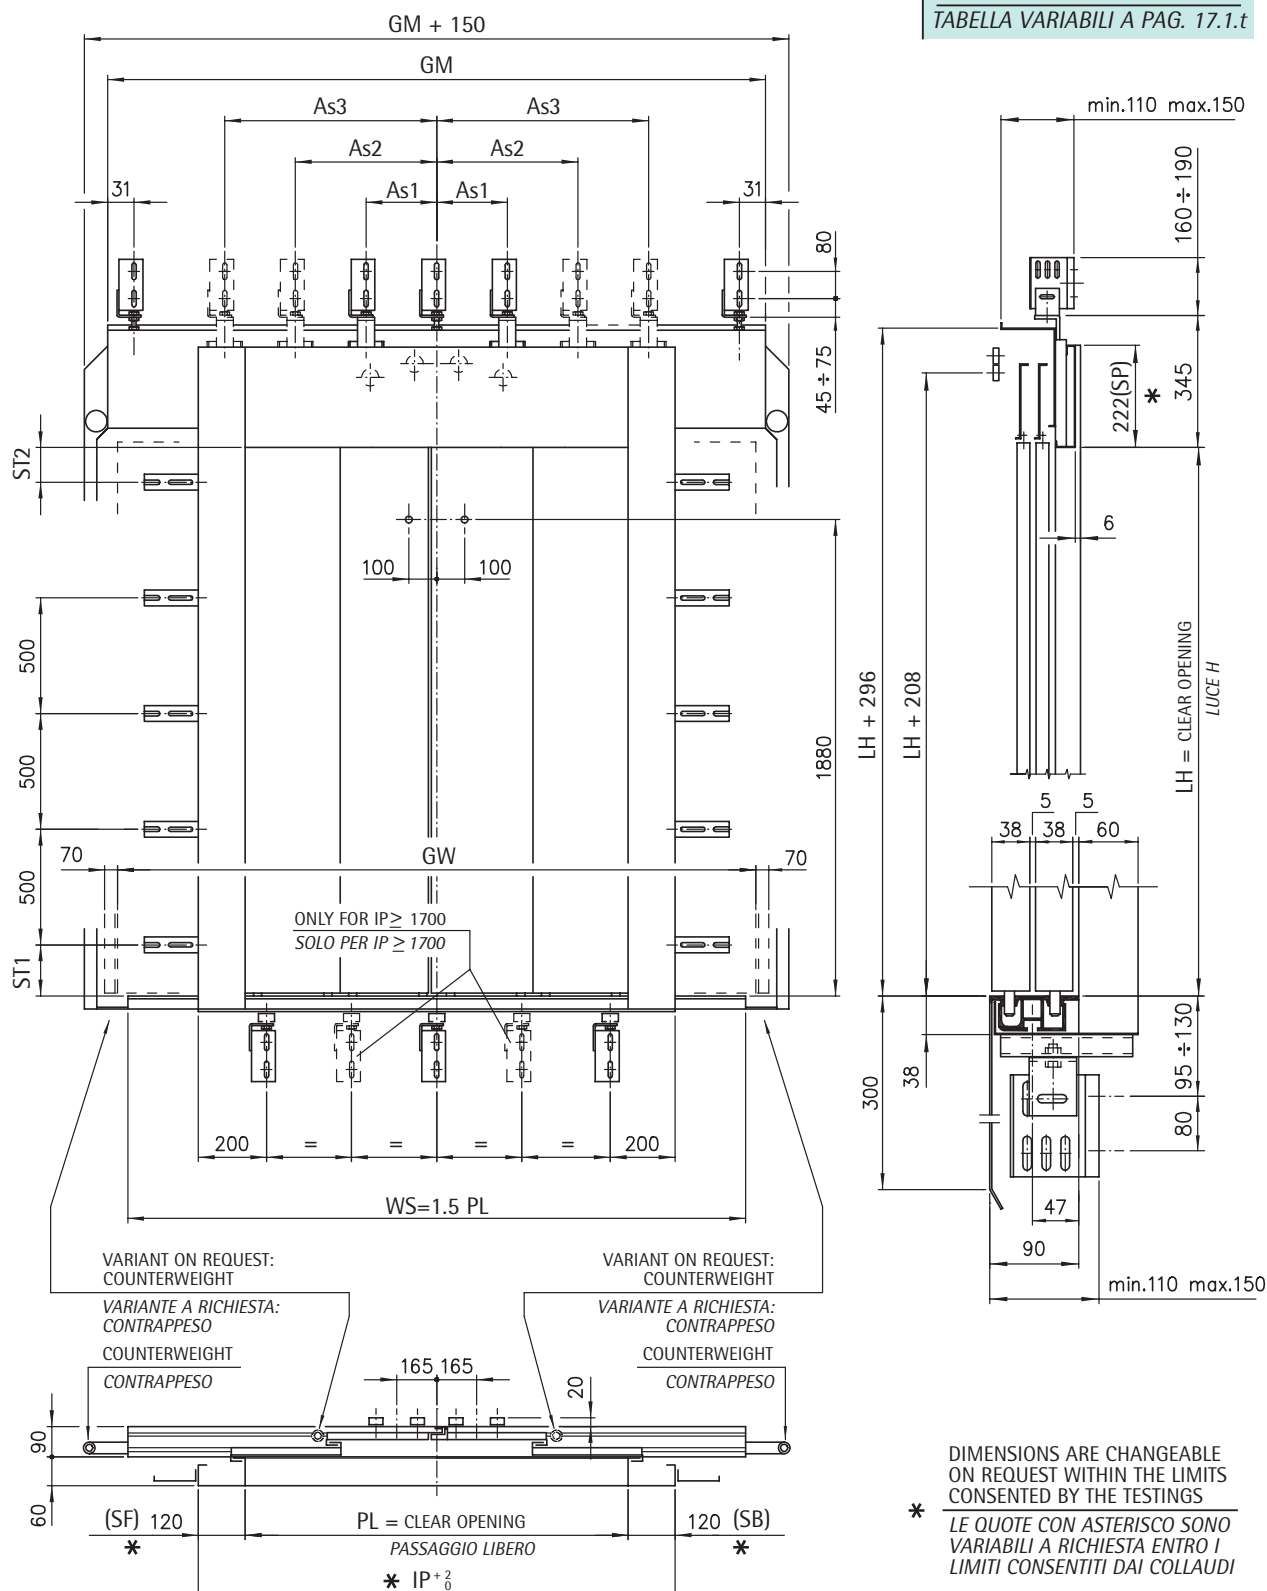 GM + 150
TABELLA VARIABILI A PAG. 17.1.t
GM
As3
As3
min.110 max.150
As2
As2
31
As1
As1
31
80
45÷75
160÷190
345
222(SP)
*
ST2
6
100
100
500
500
500
1880
LH + 296
LH + 208
LH = CLEAR OPENING
LUCE H
5
5
38
38
60
70
GW
70
ONLY FOR IP ≥ 1700
SOLO PER IP ≥ 1700
ST1
300
38
95÷130
80
200
=
=
=
=
200
47
90
WS=1.5 PL
min.110 max.150
VARIANT ON REQUEST:
COUNTERWEIGHT
VARIANTE A RICHIESTA:
CONTRAPPESO
COUNTERWEIGHT
CONTRAPPESO
VARIANT ON REQUEST:
COUNTERWEIGHT
VARIANTE A RICHIESTA:
CONTRAPPESO
COUNTERWEIGHT
CONTRAPPESO
165
165
20
90
60
(SF) 120
*
PL = CLEAR OPENING
PASSAGGIO LIBERO
120 (SB)
*
* IP +2 0
DIMENSIONS ARE CHANGEABLE
ON REQUEST WITHIN THE LIMITS
CONSENTED BY THE TESTINGS
*
LE QUOTE CON ASTERISCO SONO
VARIABILI A RICHIESTA ENTRO I
LIMITI CONSENTITI DAI COLLAUDI